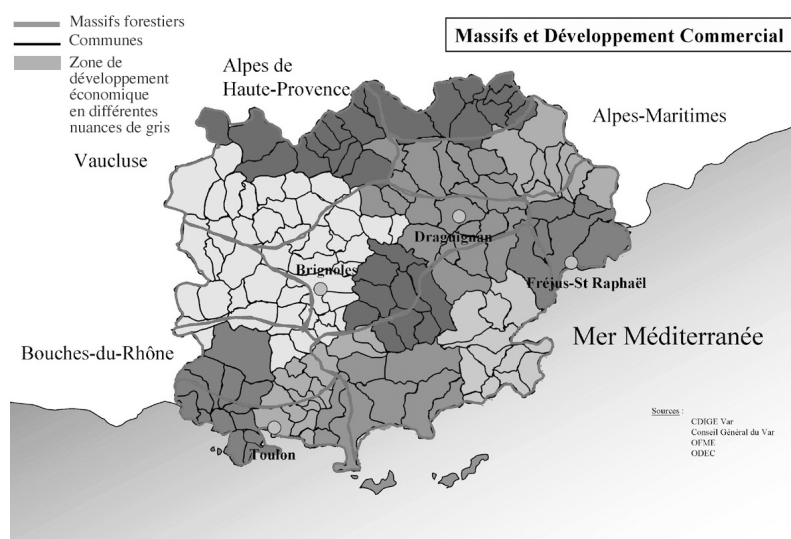 Massifs forestiers
Communes
Zone de
développement
économique
en différentes
nuances de gris
Massifs et Développement Commercial
Alpes de
Haute-Provence
Alpes-Maritimes
Vaucluse
Draguignan
Brignoles
Fréjus-St Raphaël
Mer Méditerranée
Bouches-du-Rhône
Toulon
Sources :
CDIGE Var
Conseil Général du Var
OFME
ODEC